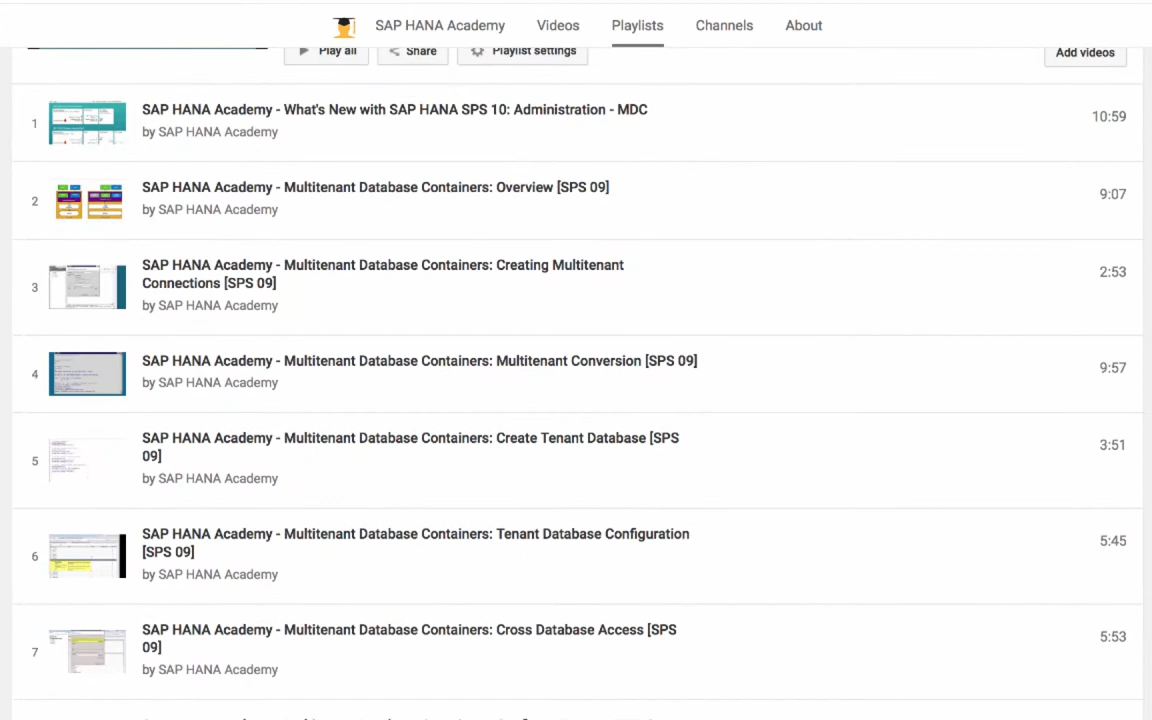 SAP HANA Academy Videos Playlists Channels About
Play all Share Playlist settings Add videos
1 SAP HANA Academy - What's New with SAP HANA SPS 10: Administration - MDC 10:59
by SAP HANA Academy
2 SAP HANA Academy - Multitenant Database Containers: Overview [SPS 09] 9:07
by SAP HANA Academy
3 SAP HANA Academy - Multitenant Database Containers: Creating Multitenant 2:53
Connections [SPS 09]
by SAP HANA Academy
4 SAP HANA Academy - Multitenant Database Containers: Multitenant Conversion [SPS 09] 9:57
by SAP HANA Academy
5 SAP HANA Academy - Multitenant Database Containers: Create Tenant Database [SPS 3:51
09]
by SAP HANA Academy
6 SAP HANA Academy - Multitenant Database Containers: Tenant Database Configuration 5:45
[SPS 09]
by SAP HANA Academy
7 SAP HANA Academy - Multitenant Database Containers: Cross Database Access [SPS 5:53
09]
by SAP HANA Academy